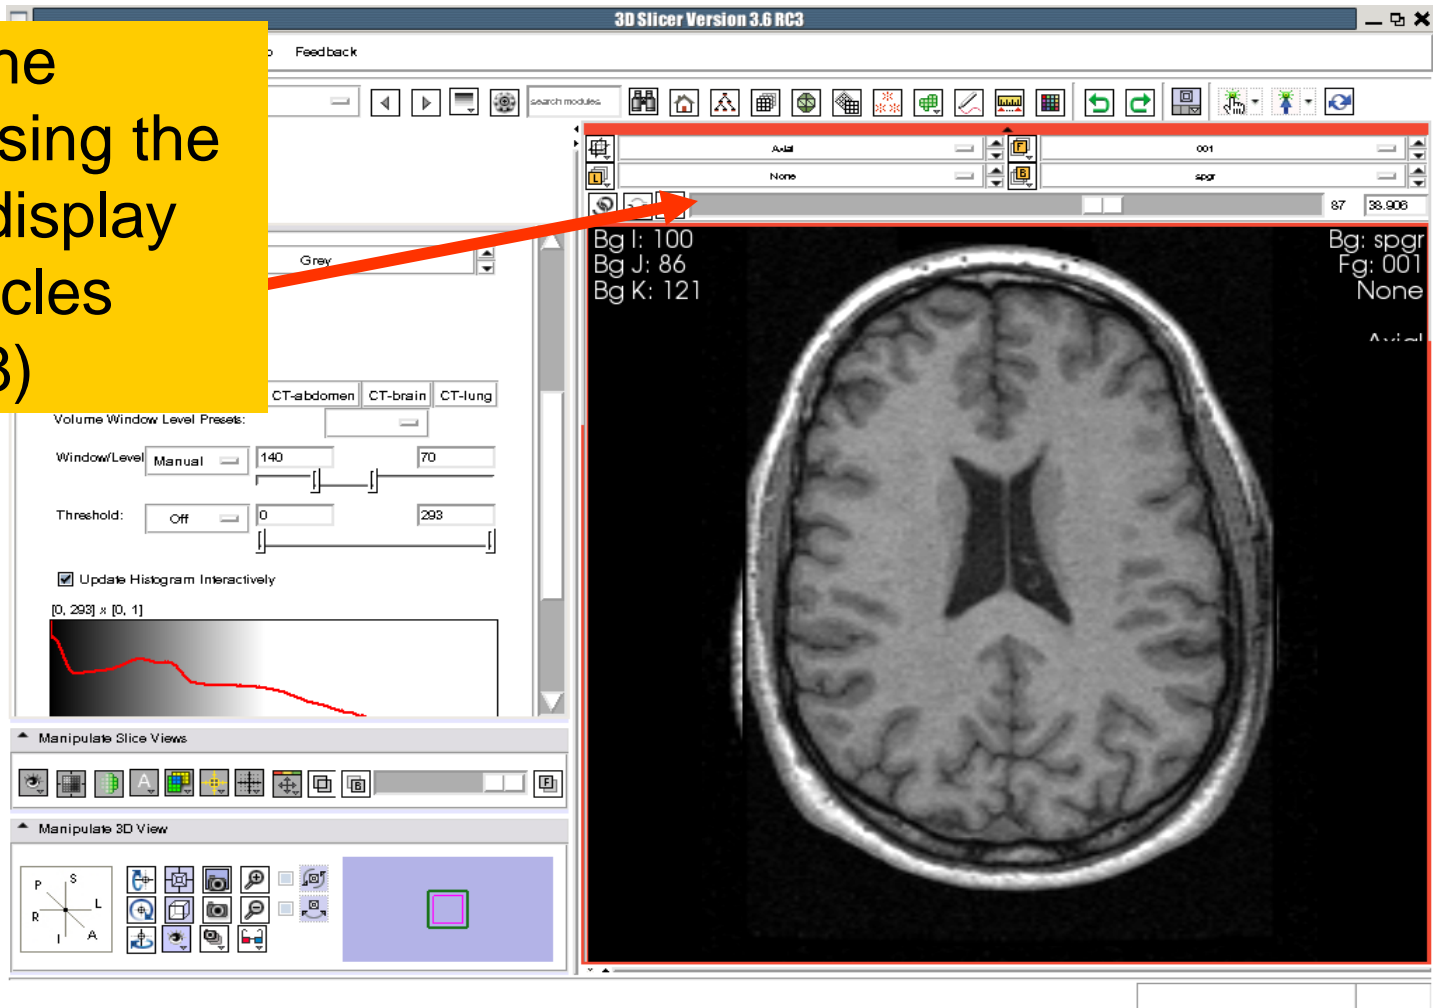 3D Slicer Version 3.6 RC3
Feedback
ne
sing the
display
cles
3)
search modules
Axial
F
001
L
None
B
spgr
87
38.906
Bg I: 100
Bg J: 86
Bg K: 121
Bg: spgr
Fg: 001
None
Axial
Grey
CT-abdomen
CT-brain
CT-lung
Volume Window Level Presets:
Window/Level
Manual
140
70
Threshold:
Off
0
293
Update Histogram Interactively
[0, 293] x [0, 1]
Manipulate Slice Views
A
B
F
Manipulate 3D View
P
S
R
L
I
A